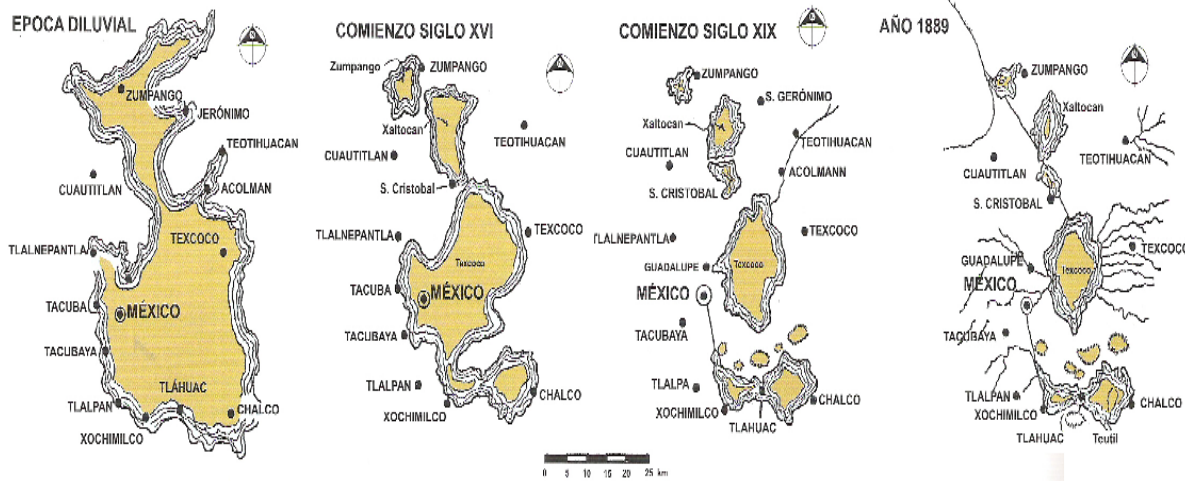 EPOCA DILUVIAL
ZUMPANGO
JERÓNIMO
TEOTIHUACAN
CUAUTITLAN
ACOLMAN
TLALNEPANTLA
TEXCOCO
TACUBA
MÉXICO
TACUBAYA
TLÁHUAC
TLALPAN
CHALCO
XOCHIMILCO
COMIENZO SIGLO XVI
Zumpango
ZUMPANGO
Xaltocan
TEOTIHUACAN
CUAUTITLAN
S. Cristobal
TLALNEPANTLA
TEXCOCO
Texcoco
TACUBA
MÉXICO
TACUBAYA
TLALPAN
CHALCO
XOCHIMILCO
COMIENZO SIGLO XIX
ZUMPANGO
S. GERÓNIMO
Xaltocan
TEOTIHUACAN
CUAUTITLAN
ACOLMANN
S. CRISTOBAL
TLALNEPANTLA
TEXCOCO
GUADALUPE
Texcoco
MÉXICO
TACUBAYA
TLALPA
CHALCO
XOCHIMILCO
TLAHUAC
AÑO 1889
ZUMPANGO
Xaltocan
TEOTIHUACAN
CUAUTITLAN
S. CRISTOBAL
TEXCOCO
GUADALUPE
Texcoco
MÉXICO
TACUBAYA
TLALPAN
CHALCO
XOCHIMILCO
TLAHUAC
Teutil
0 5 10 15 20 25 km